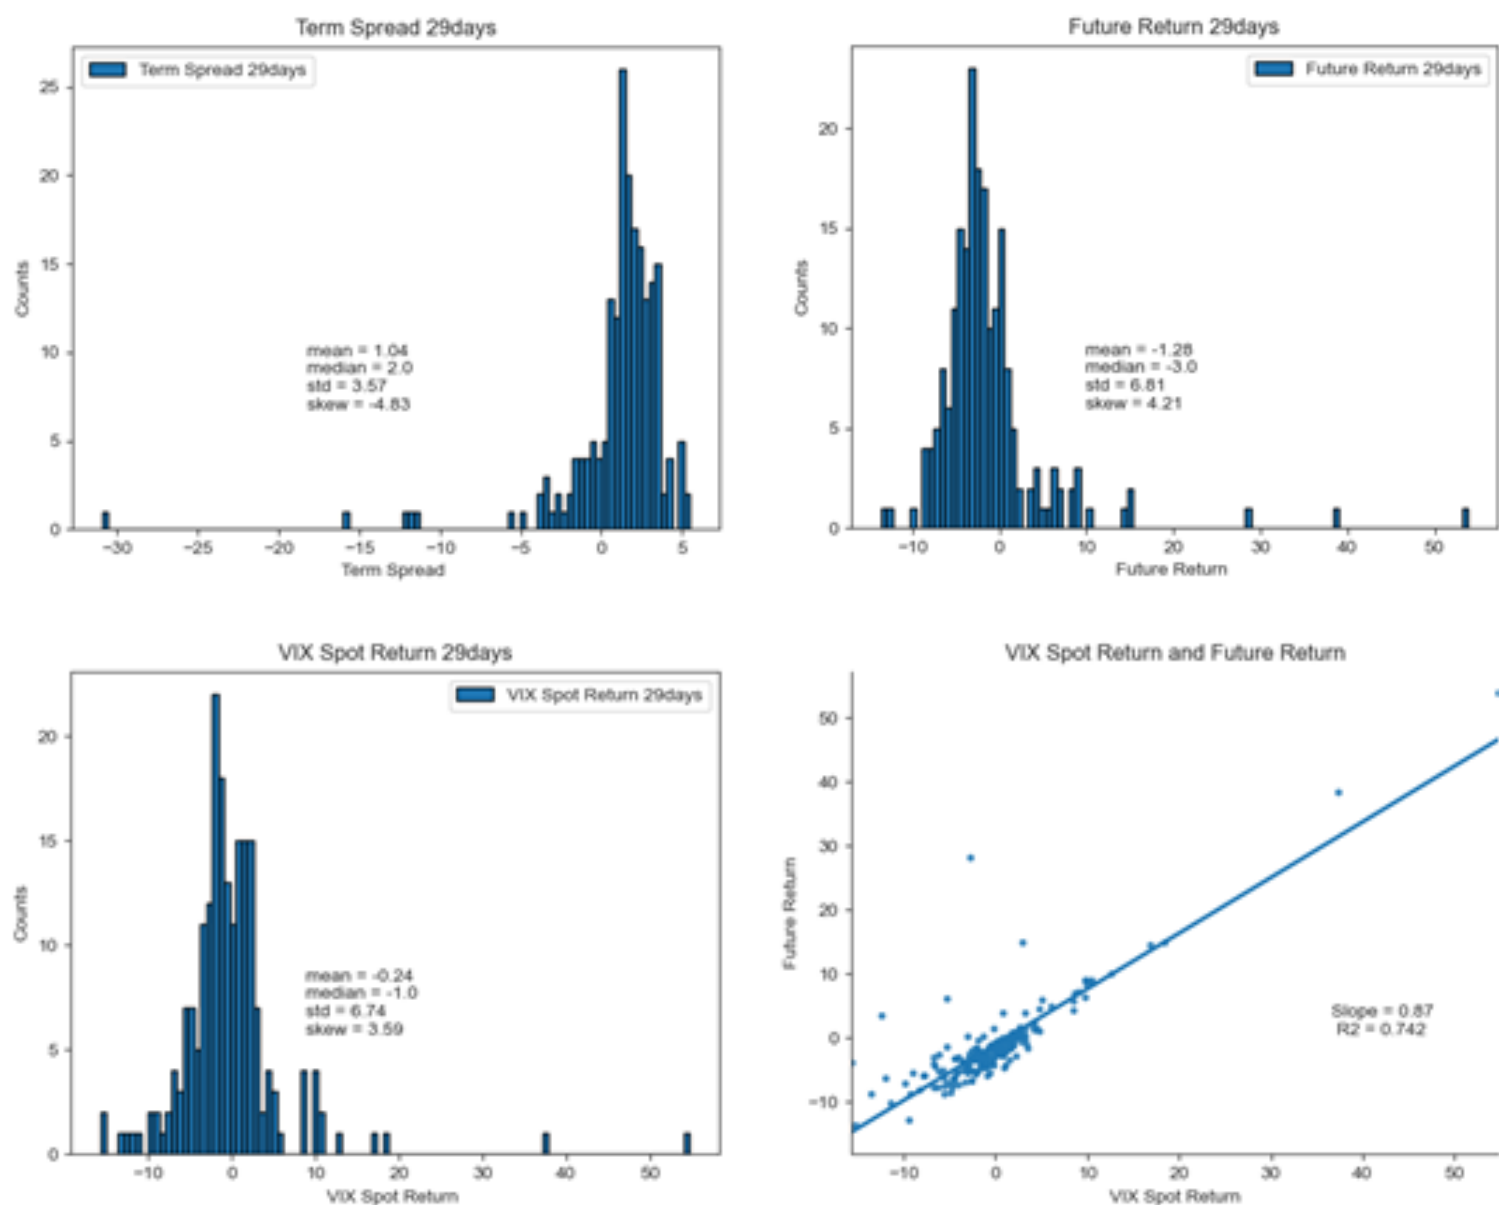 Term Spread 29days
Term Spread 29days
25
20
15
10
5
0
Counts
mean = 1.04
median = 2.0
std = 3.57
skew = -4.83
−30
−25
−20
−15
−10
−5
0
5
Term Spread
Future Return 29days
Future Return 29days
20
15
10
5
0
Counts
mean = -1.28
median = -3.0
std = 6.81
skew = 4.21
−10
0
10
20
30
40
50
Future Return
VIX Spot Return 29days
VIX Spot Return 29days
20
15
10
5
0
Counts
mean = -0.24
median = -1.0
std = 6.74
skew = 3.59
−10
0
10
20
30
40
50
VIX Spot Return
VIX Spot Return and Future Return
50
40
30
20
10
0
−10
Future Return
Slope = 0.87
R2 = 0.742
−10
0
10
20
30
40
50
VIX Spot Return